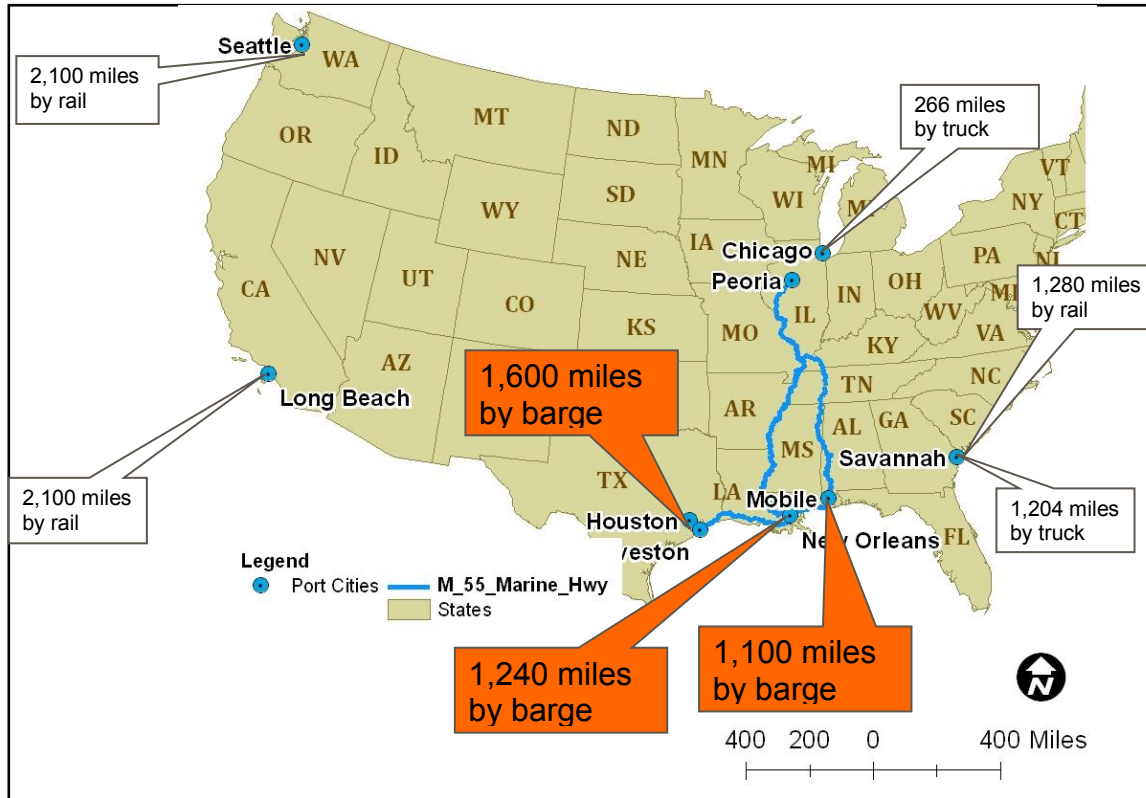 Seattle
WA
2,100 miles
by rail
MT
ND
MN
OR
ID
266 miles
by truck
MI
VT
SD
WI
NY
WY
CT
IA
Chicago
NV
NE
PA
Peoria
OH
IN
UT
IL
1,280 miles
by rail
CA
CO
WV
KS
MO
VA
KY
AZ
1,600 miles
by barge
NC
TN
Long Beach
AR
SC
AL
GA
MS
Savannah
2,100 miles
by rail
TX
LA
Mobile
1,204 miles
by truck
Houston
New Orleans
FL
veston
Legend
Port Cities
M_55_Marine_Hwy
States
1,240 miles
by barge
1,100 miles
by barge
N
400 200 0 400 Miles